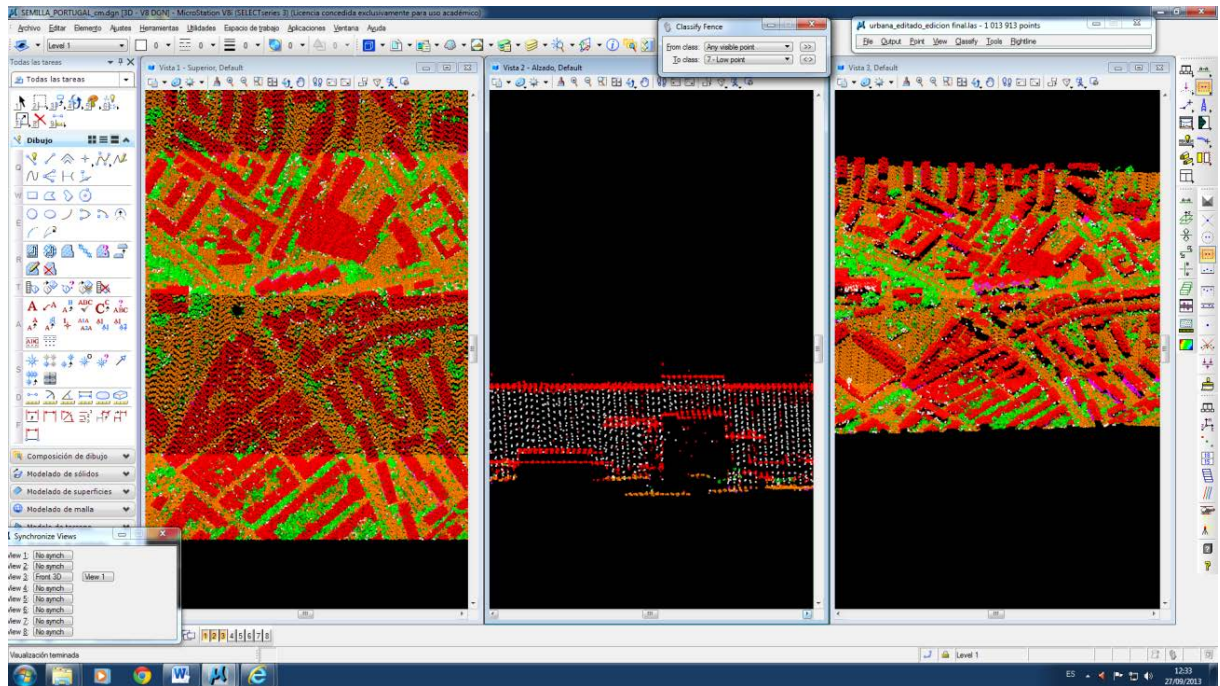 SEMILLA_PORTUGAL_cm.dgn [3D - V8 DGN] - MicroStation V8i (SELECTseries 3) (Licencia concedida exclusivamente para uso académico)
Archivo Editar Elemento Ajustes Herramientas Utilidades Espacio de trabajo Aplicaciones Ventana Ayuda
Level 1
0 0 0 0 0
Classify Fence
From class: Any visible point >>
To class: 7 - Low point <>
urbana_editado_edicion final.las - 1 013 913 points
File Output Point View Classify Tools Flightline
Todas las tareas
Todas las tareas
Dibujo
Q
W
E
R
T
A
S
D
F
Composición de dibujo
Modelado de sólidos
Modelado de superficies
Modelado de malla
Vista 1 - Superior, Default
Vista 2 - Alzado, Default
Vista 3, Default
Synchronize Views
View 1: No synch
View 2: No synch
View 3: Front 3D View 1
View 4: No synch
View 5: No synch
View 6: No synch
View 7: No synch
View 8: No synch
1 2 3 4 5 6 7 8
Visualización terminada
Level 1
ES
12:33
27/09/2013